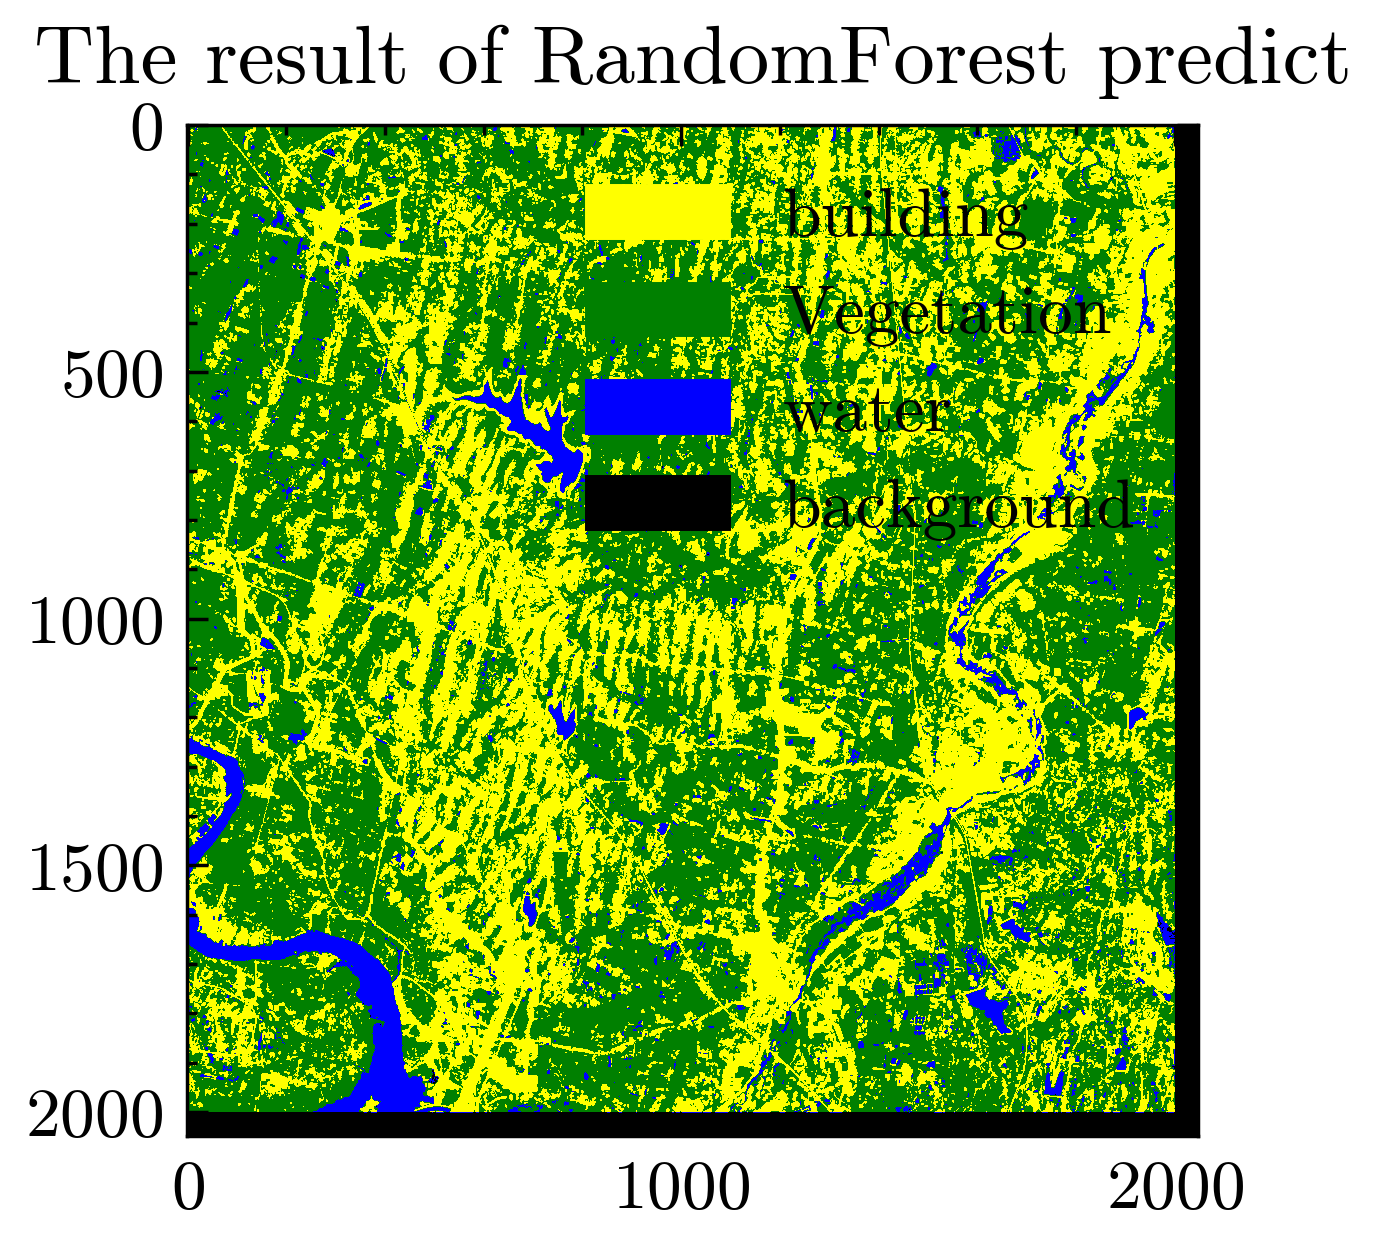 The result of RandomForest predict
0
building
Vegetation
500
water
background
1000
1500
2000
0 1000 2000